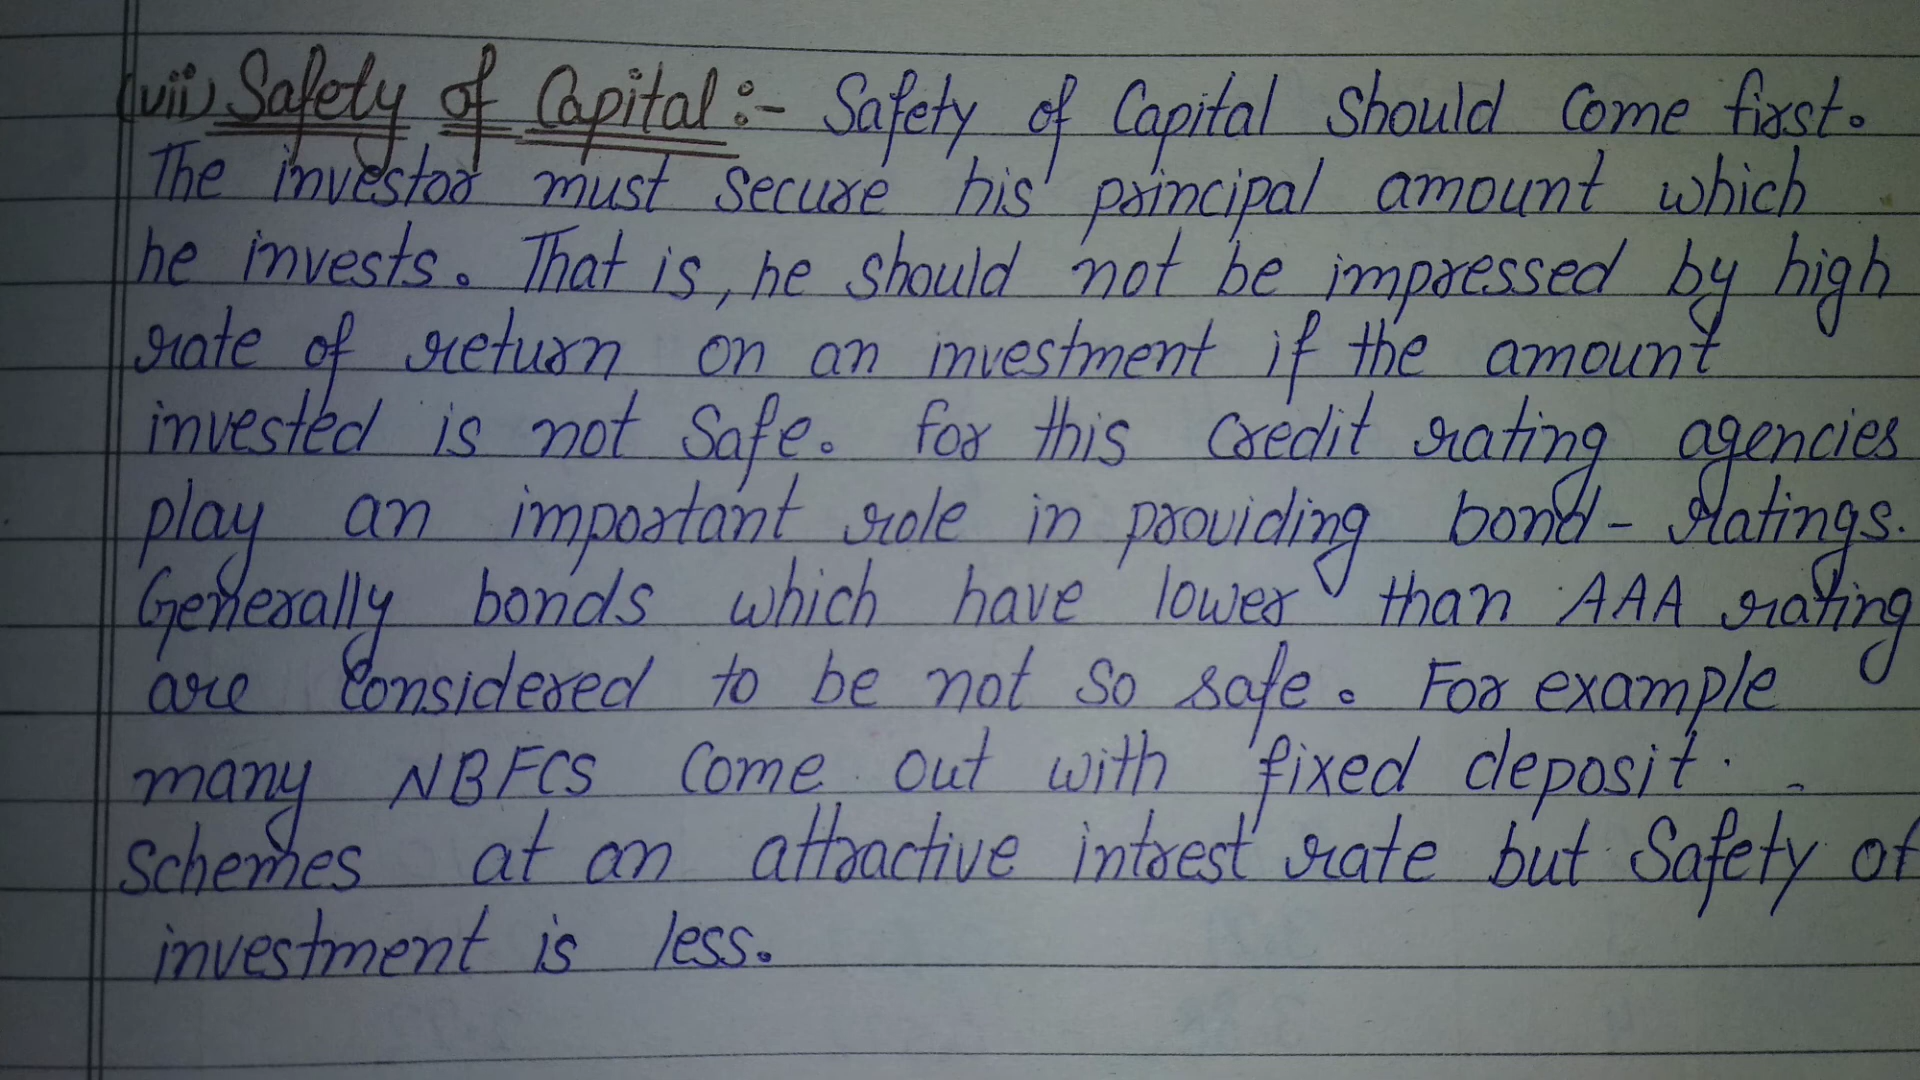 (vii) Safety of Capital :- Safety of Capital should come first.
The investor must secure his principal amount which
he invests. That is, he should not be impressed by high
rate of return on an investment if the amount
invested is not safe. for this credit rating agencies
play an important role in providing bond - ratings.
Generally bonds which have lower than AAA rating
are considered to be not so safe. For example
many NBFCS come out with fixed deposit
schemes at an attractive intrest rate but safety of
investment is less.